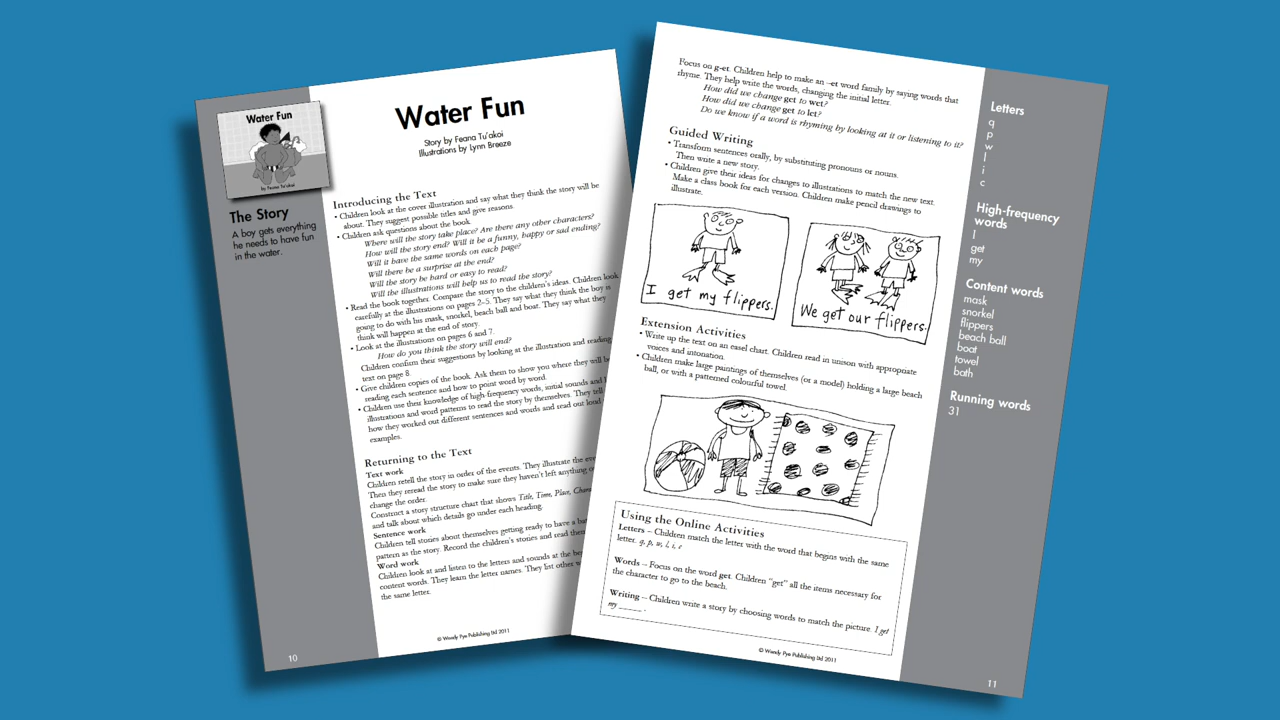 Water Fun
by Feana Tu'akoi
The Story
A boy gets everything
he needs to have fun
in the water.
Water Fun
Story by Feana Tu'akoi
Illustrations by Lynn Breeze
Introducing the Text
• Children look at the cover illustration and say what they think the story will be
about. They suggest possible titles and give reasons.
• Children ask questions about the book.
Where will the story take place? Are there any other characters?
How will the story end? Will it be a funny, happy or sad ending?
Will it have the same words on each page?
Will there be a surprise at the end?
Will the story be hard or easy to read?
Will the illustrations will help us to read the story?
• Read the book together. Compare the story to the children's ideas. Children look
carefully at the illustrations on pages 2–5. They say what they think the boy is
going to do with his mask, snorkel, beach ball and boat. They say what they
think will happen at the end of story.
• Look at the illustrations on pages 6 and 7.
How do you think the story will end?
Children confirm their suggestions by looking at the illustration and reading
text on page 8.
• Give children copies of the book. Ask them to show you where they will be
reading each sentence and how to point word by word.
• Children use their knowledge of high-frequency words, initial sounds and
illustrations and word patterns to read the story by themselves. They tell
how they worked out different sentences and words and read out loud
examples.
Returning to the Text
Text work
Children retell the story in order of the events. They illustrate the
Then they reread the story to make sure they haven't left anything
change the order.
Construct a story structure chart that shows Title, Time, Place,
and talk about which details go under each heading.
Sentence work
Children tell stories about themselves getting ready to have a
pattern as the story. Record the children's stories and read
Word work
Children look at and listen to the letters and sounds at the
content words. They learn the letter names. They list other
the same letter.
© Wendy Pye Publishing Ltd 2011
10
Focus on g-et. Children help to make an –et word family by saying words that
rhyme. They help write the words, changing the initial letter.
How did we change get to wet?
How did we change get to let?
Do we know if a word is rhyming by looking at it or listening to it?
Guided Writing
• Transform sentences orally, by substituting pronouns or nouns.
Then write a new story.
• Children give their ideas for changes to illustrations to match the new text.
Make a class book for each version. Children make pencil drawings to
illustrate.
I get my flippers.
We get our flippers.
Extension Activities
• Write up the text on an easel chart. Children read in unison with appropriate
voices and intonation.
• Children make large paintings of themselves (or a model) holding a large beach
ball, or with a patterned colourful towel.
Using the Online Activities
Letters – Children match the letter with the word that begins with the same
letter. q, p, w, l, i, c
Words – Focus on the word get. Children "get" all the items necessary for
the character to go to the beach.
Writing – Children write a story by choosing words to match the picture. I get
my _____ .
© Wendy Pye Publishing Ltd 2011
Letters
q
p
w
l
i
c
High-frequency
words
I
get
my
Content words
mask
snorkel
flippers
beach ball
boat
towel
bath
Running words
31
11